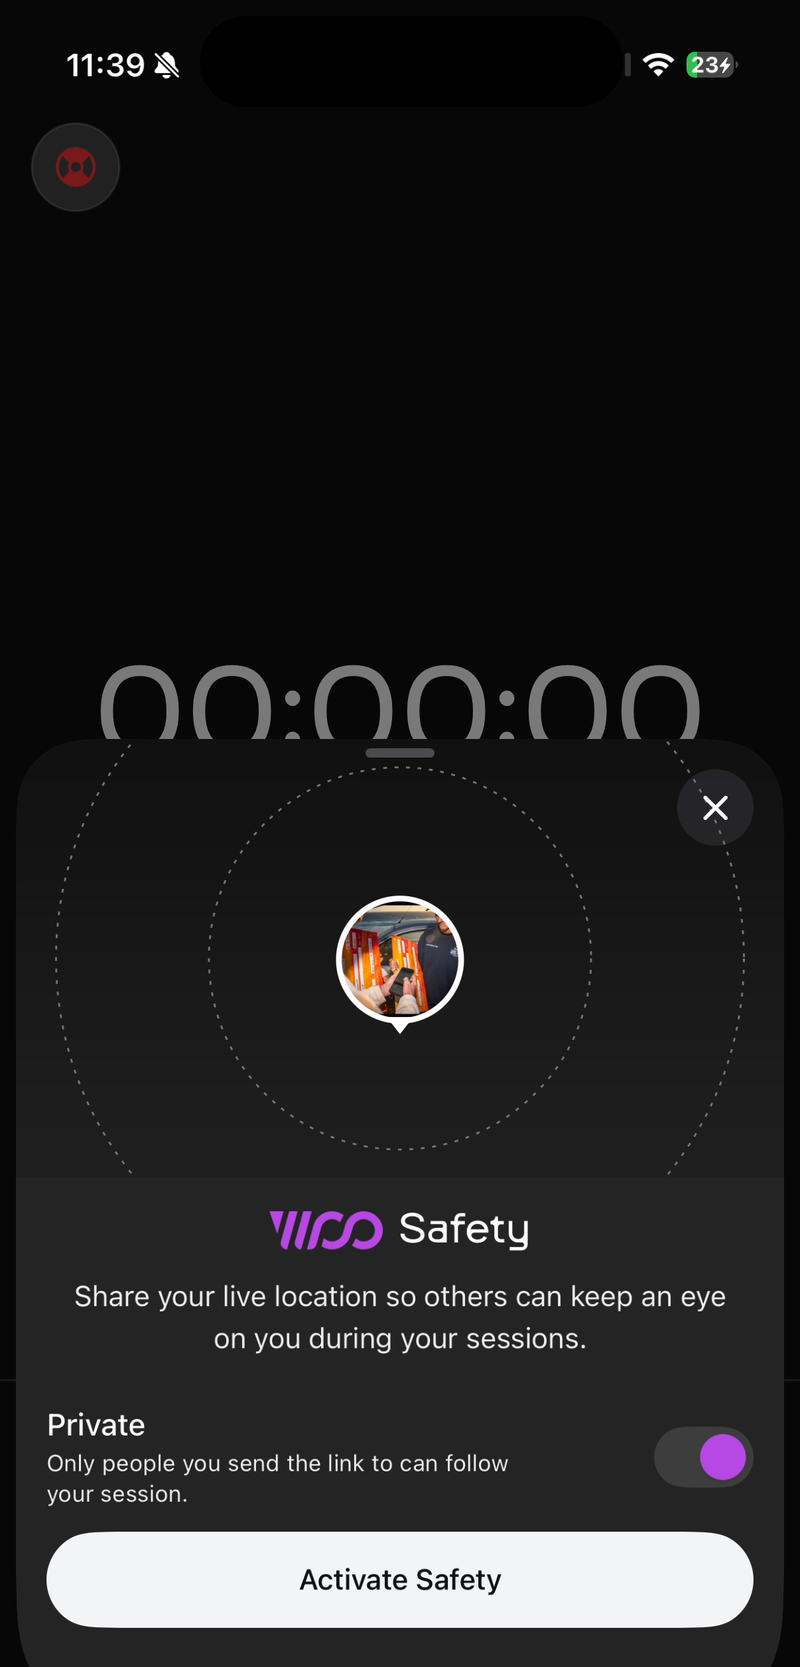 11:39
23
00:00:00
WOO Safety
Share your live location so others can keep an eye
on you during your sessions.
Private
Only people you send the link to can follow
your session.
Activate Safety